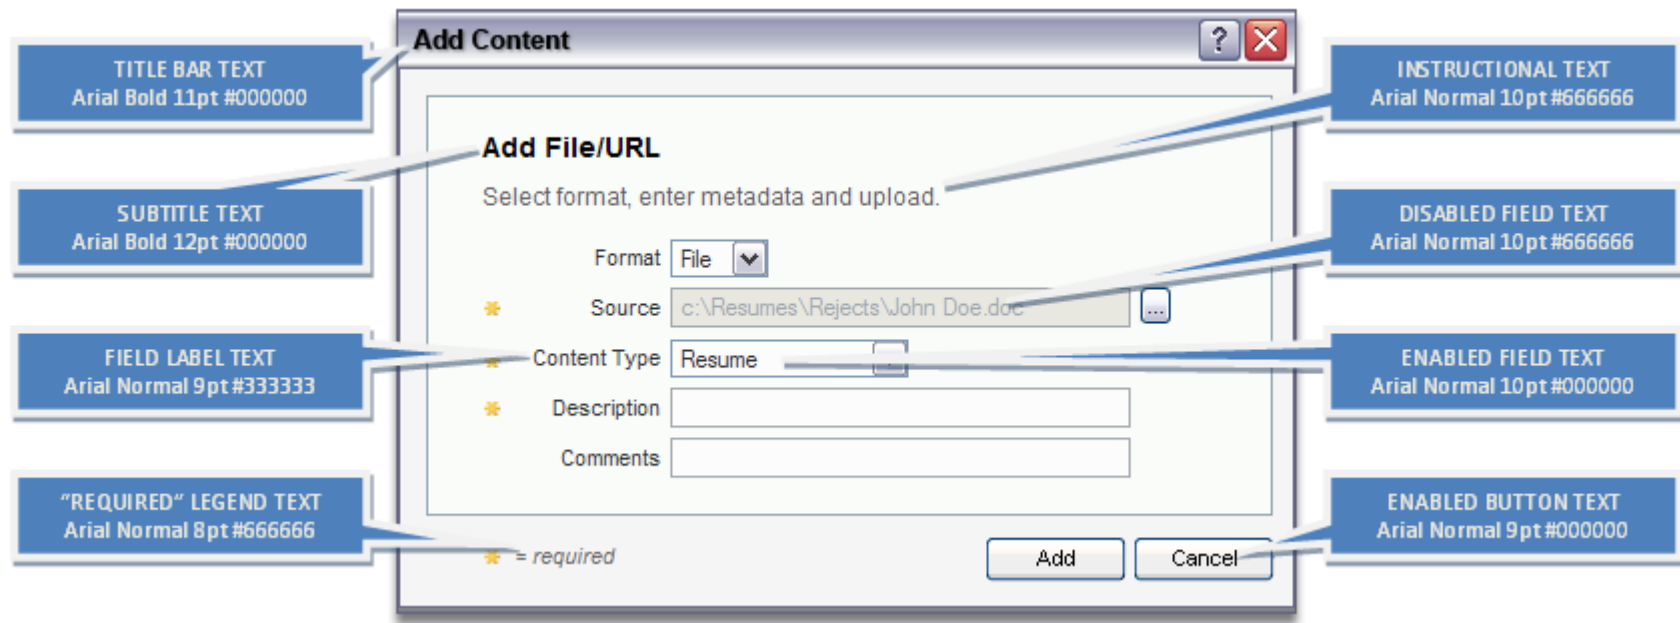 Add Content
?
TITLE BAR TEXT
Arial Bold 11pt #000000
INSTRUCTIONAL TEXT
Arial Normal 10pt #666666
Add File/URL
Select format, enter metadata and upload.
SUBTITLE TEXT
Arial Bold 12pt #000000
DISABLED FIELD TEXT
Arial Normal 10pt #666666
Format File
* Source c:\Resumes\Rejects\John Doe.doc ...
FIELD LABEL TEXT
Arial Normal 9pt #333333
* Content Type Resume
ENABLED FIELD TEXT
Arial Normal 10pt #000000
* Description
Comments
"REQUIRED" LEGEND TEXT
Arial Normal 8pt #666666
ENABLED BUTTON TEXT
Arial Normal 9pt #000000
* = required
Add
Cancel